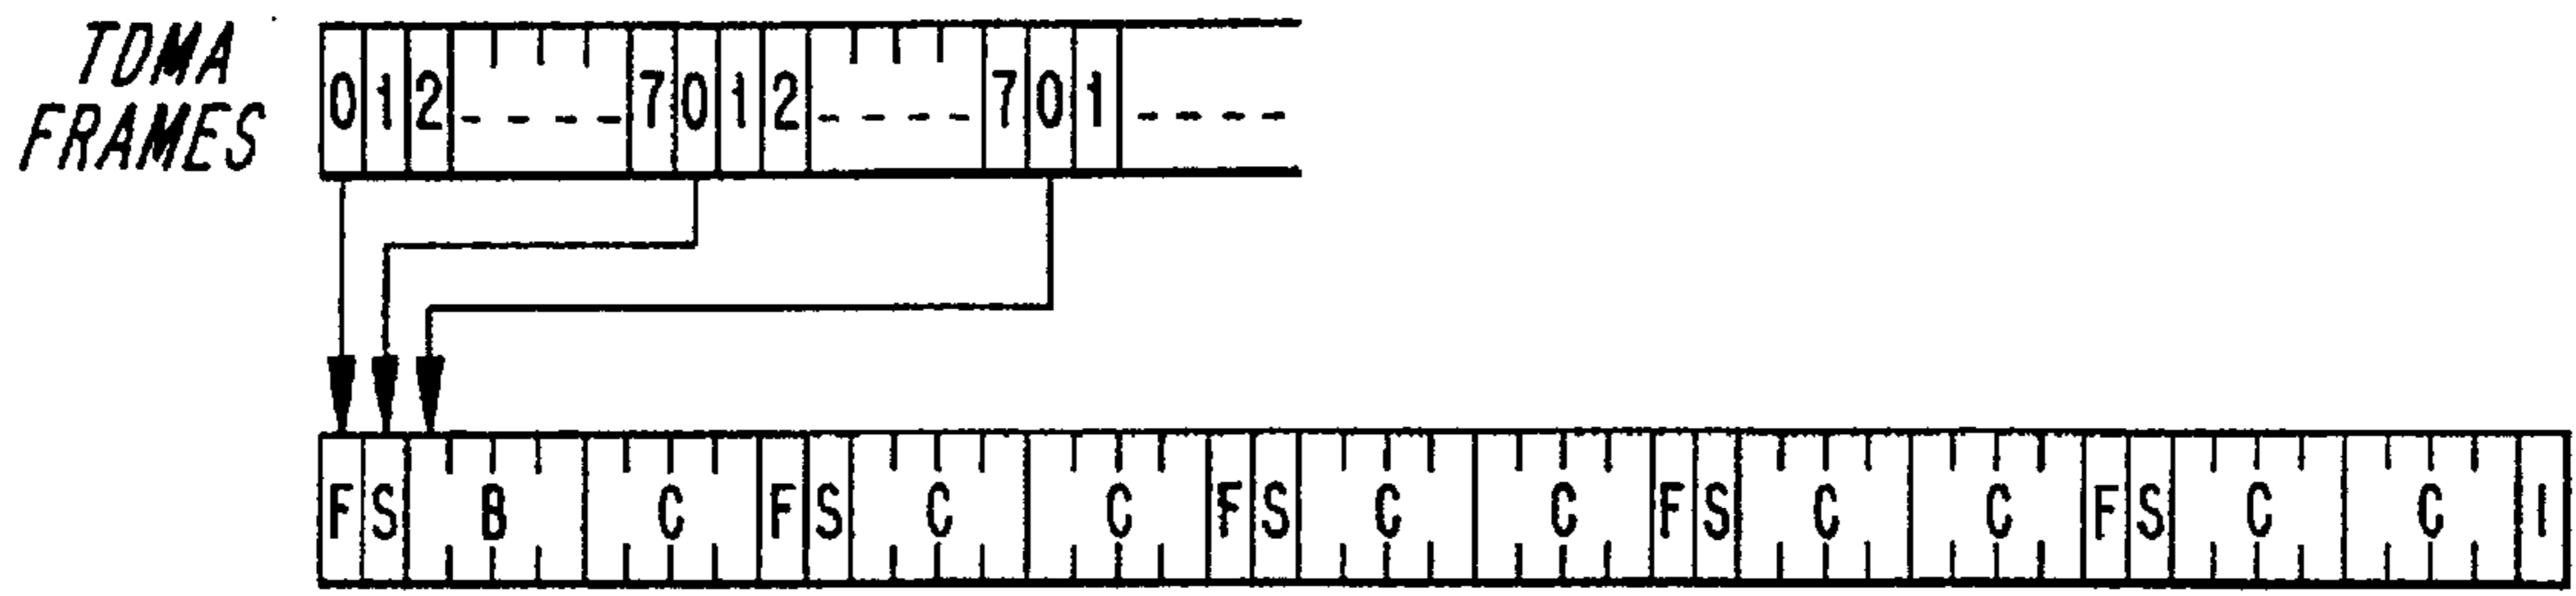 TDMA
FRAMES
0 1 2 - - - - 7 0 1 2 - - - - 7 0 1 - - - -
F S B C F S C C F S C C F S C C F S C C I